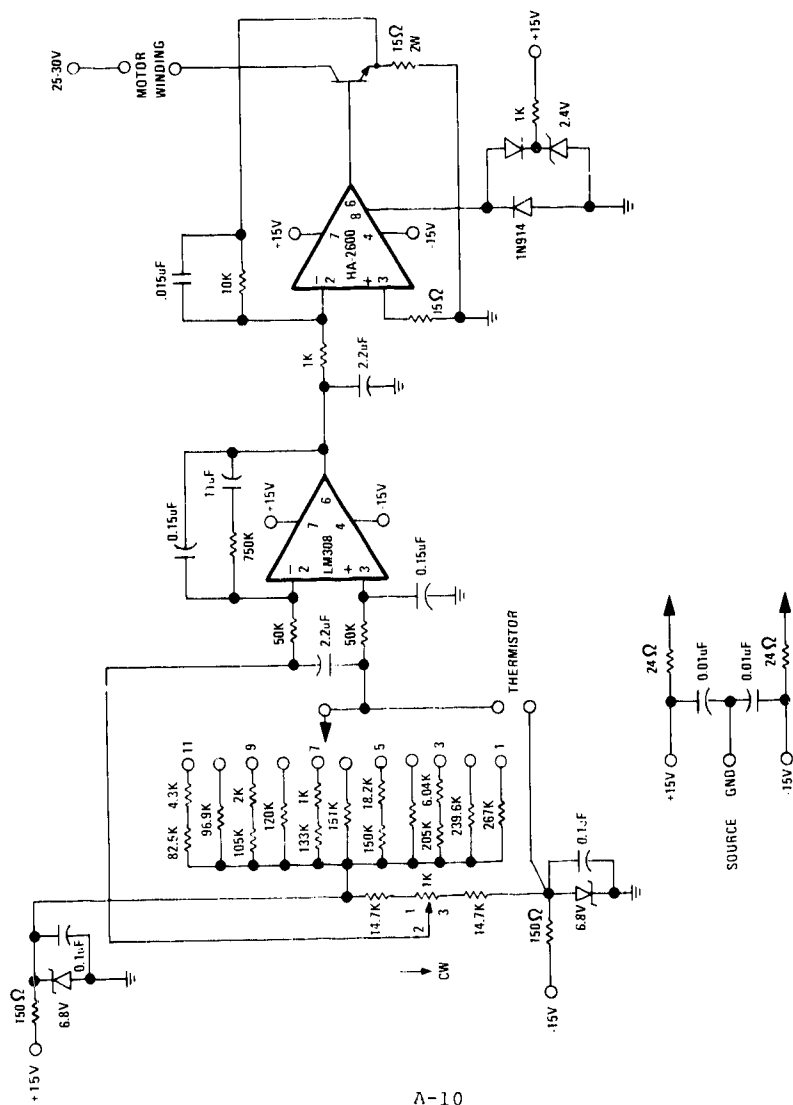 25-30V
MOTOR
WINDING
15Ω
2W
+15V
1K
2.4V
1N914
.015uF
10K
+15V
7
6
8
HA-2600
−
2
4
-15V
+
3
15Ω
1K
2.2uF
0.15uF
11uF
750K
+15V
7
6
−
2
LM308
4
-15V
+
3
0.15uF
50K
2.2uF
50K
THERMISTOR
11
9
7
5
3
1
82.5K
4.3K
96.9K
105K
2K
120K
133K
1K
151K
150K
18.2K
205K
6.04K
239.6K
267K
14.7K
1
1K
2
3
14.7K
CW
+15V
150Ω
6.8V
0.1uF
-15V
150Ω
6.8V
0.1uF
+15V
24Ω
0.01uF
SOURCE GND
0.01uF
-15V
24Ω
A-10